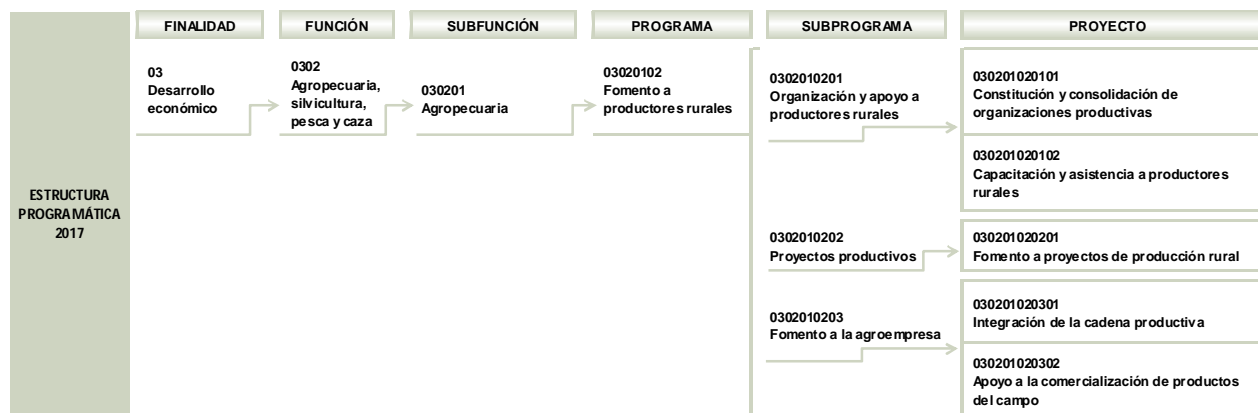 FINALIDAD
FUNCIÓN
SUBFUNCIÓN
PROGRAMA
SUBPROGRAMA
PROYECTO
ESTRUCTURA
PROGRAMÁTICA
2017
03
Desarrollo
económico
0302
Agropecuaria,
silvicultura,
pesca y caza
030201
Agropecuaria
03020102
Fomento a
productores rurales
0302010201
Organización y apoyo a
productores rurales
030201020101
Constitución y consolidación de
organizaciones productivas
030201020102
Capacitación y asistencia a productores
rurales
0302010202
Proyectos productivos
030201020201
Fomento a proyectos de producción rural
0302010203
Fomento a la agroempresa
030201020301
Integración de la cadena productiva
030201020302
Apoyo a la comercialización de productos
del campo